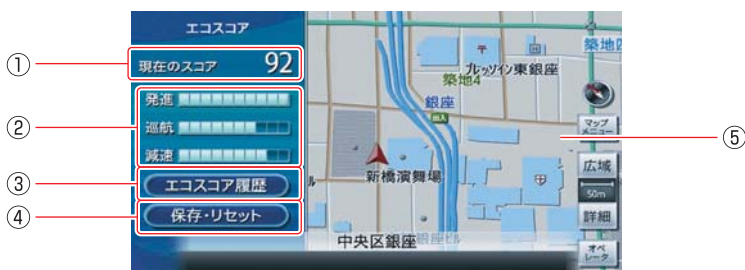 エコスコア
① 現在のスコア 92
② 発進
巡航
減速
③ エコスコア履歴
④ 保存・リセット
築地
築地4
プレッソイン東銀座
銀座
出入
新橋演舞場
中央区銀座
マップ
メニュー
広域
50m
詳細
オペ
レータ
⑤